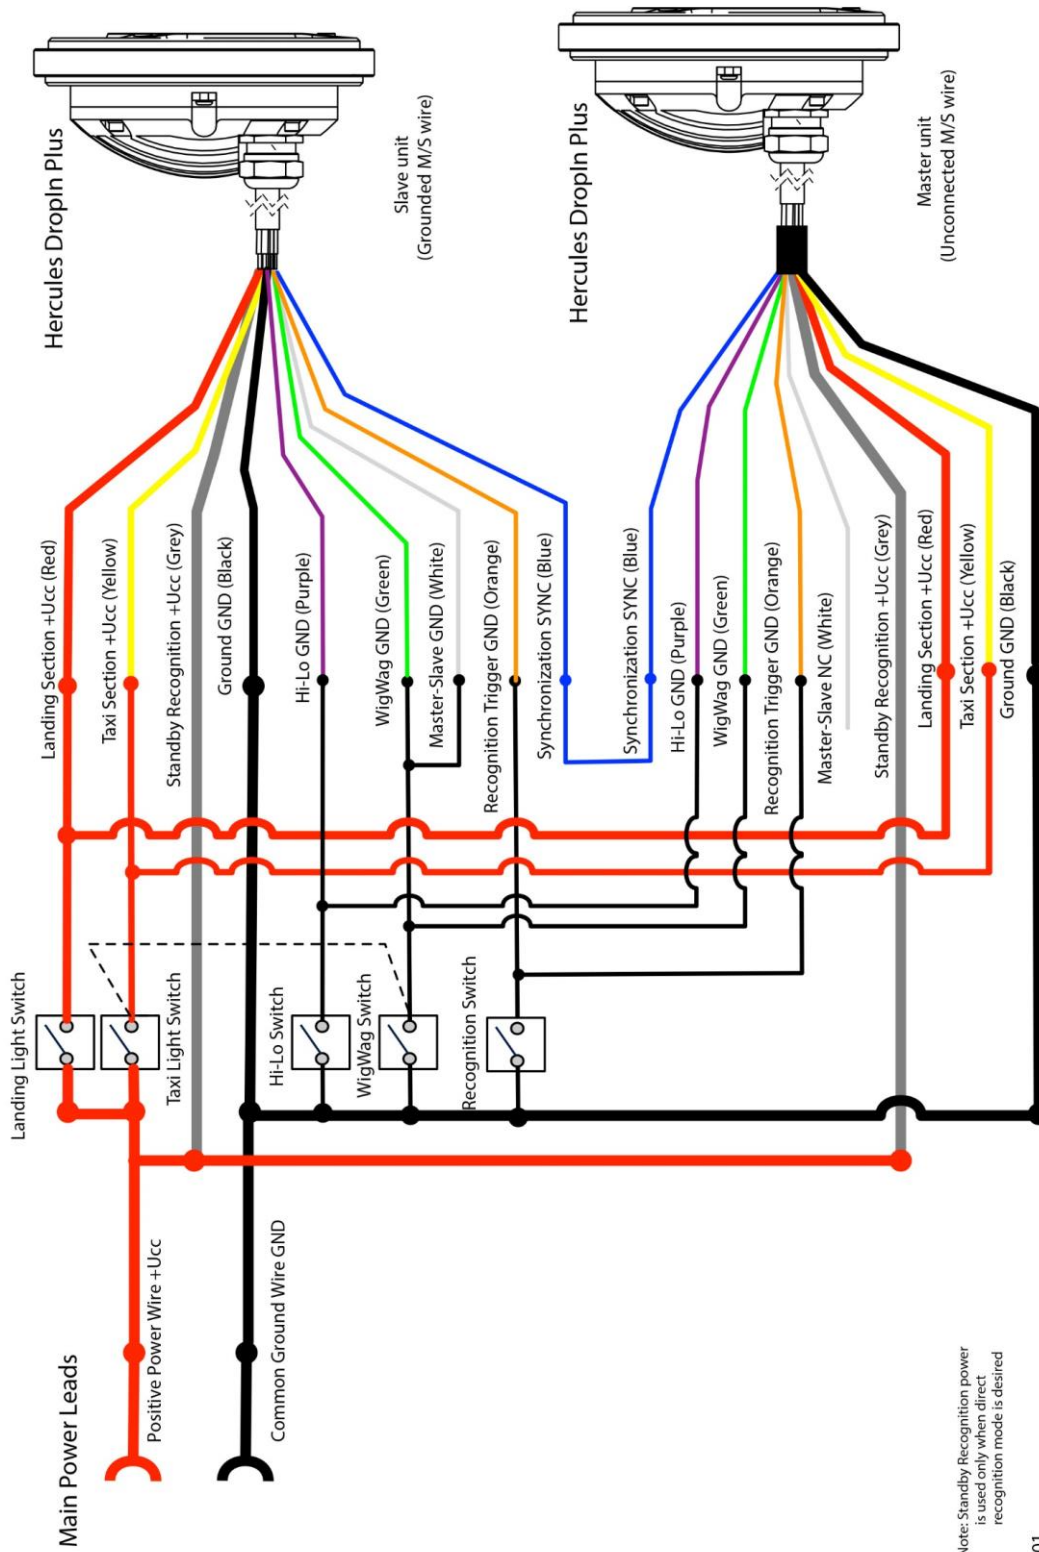 Main Power Leads
Positive Power Wire +Ucc
Common Ground Wire GND
Landing Light Switch
Taxi Light Switch
Hi-Lo Switch
WigWag Switch
Recognition Switch
Landing Section +Ucc (Red)
Taxi Section +Ucc (Yellow)
Standby Recognition +Ucc (Grey)
Ground GND (Black)
Hi-Lo GND (Purple)
WigWag GND (Green)
Master-Slave GND (White)
Recognition Trigger GND (Orange)
Synchronization SYNC (Blue)
Synchronization SYNC (Blue)
Hi-Lo GND (Purple)
WigWag GND (Green)
Recognition Trigger GND (Orange)
Master-Slave NC (White)
Standby Recognition +Ucc (Grey)
Landing Section +Ucc (Red)
Taxi Section +Ucc (Yellow)
Ground GND (Black)
Hercules DropIn Plus
Slave unit
(Grounded M/S wire)
Hercules DropIn Plus
Master unit
(Unconnected M/S wire)
Note: Standby Recognition power
is used only when direct
recognition mode is desired
01